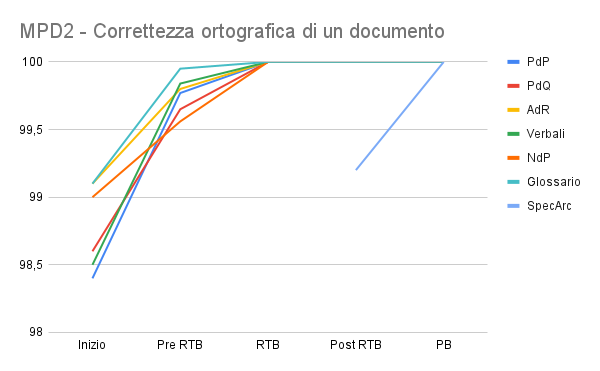 MPD2 - Correttezza ortografica di un documento
100
99,5
99
98,5
98
Inizio
Pre RTB
RTB
Post RTB
PB
PdP
PdQ
AdR
Verbali
NdP
Glossario
SpecArc